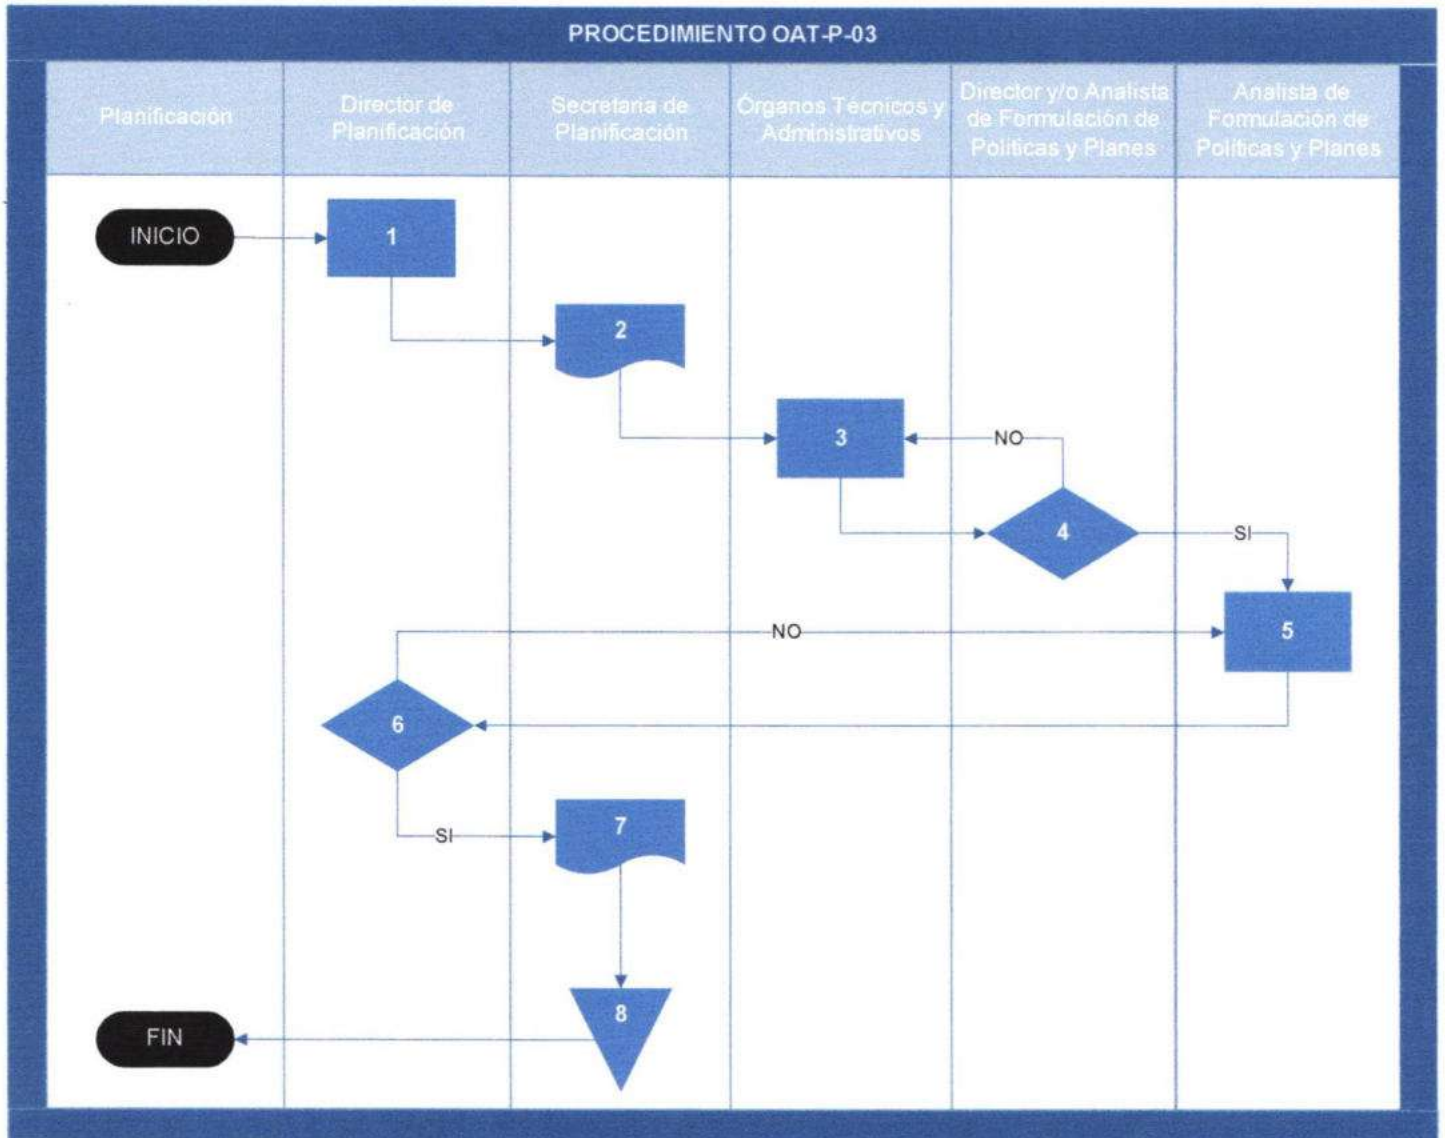 PROCEDIMIENTO OAT-P-03
Planificación
Director de
Planificación
Secretaria de
Planificación
Órganos Técnicos y
Administrativos
Director y/o Analista
de Formulación de
Políticas y Planes
Analista de
Formulación de
Políticas y Planes
INICIO
1
2
3
NO
4
SI
5
NO
6
SI
7
8
FIN